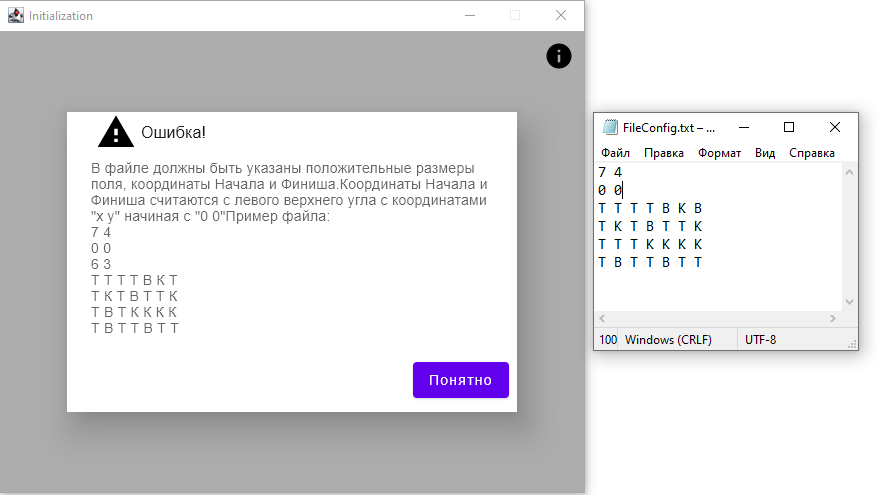 Initialization
Ошибка!
В файле должны быть указаны положительные размеры
поля, координаты Начала и Финиша.Координаты Начала и
Финиша считаются с левого верхнего угла с координатами
"х у" начиная с "0 0"Пример файла:
7 4
0 0
6 3
Т Т Т Т В К Т
Т К Т В Т Т К
Т В Т К К К К
Т В Т Т В Т Т
Понятно
FileConfig.txt – ...
Файл Правка Формат Вид Справка
7 4
0 0
Т Т Т Т В К В
Т К Т В Т Т К
Т Т Т К К К К
Т В Т Т В Т Т
100 Windows (CRLF) UTF-8